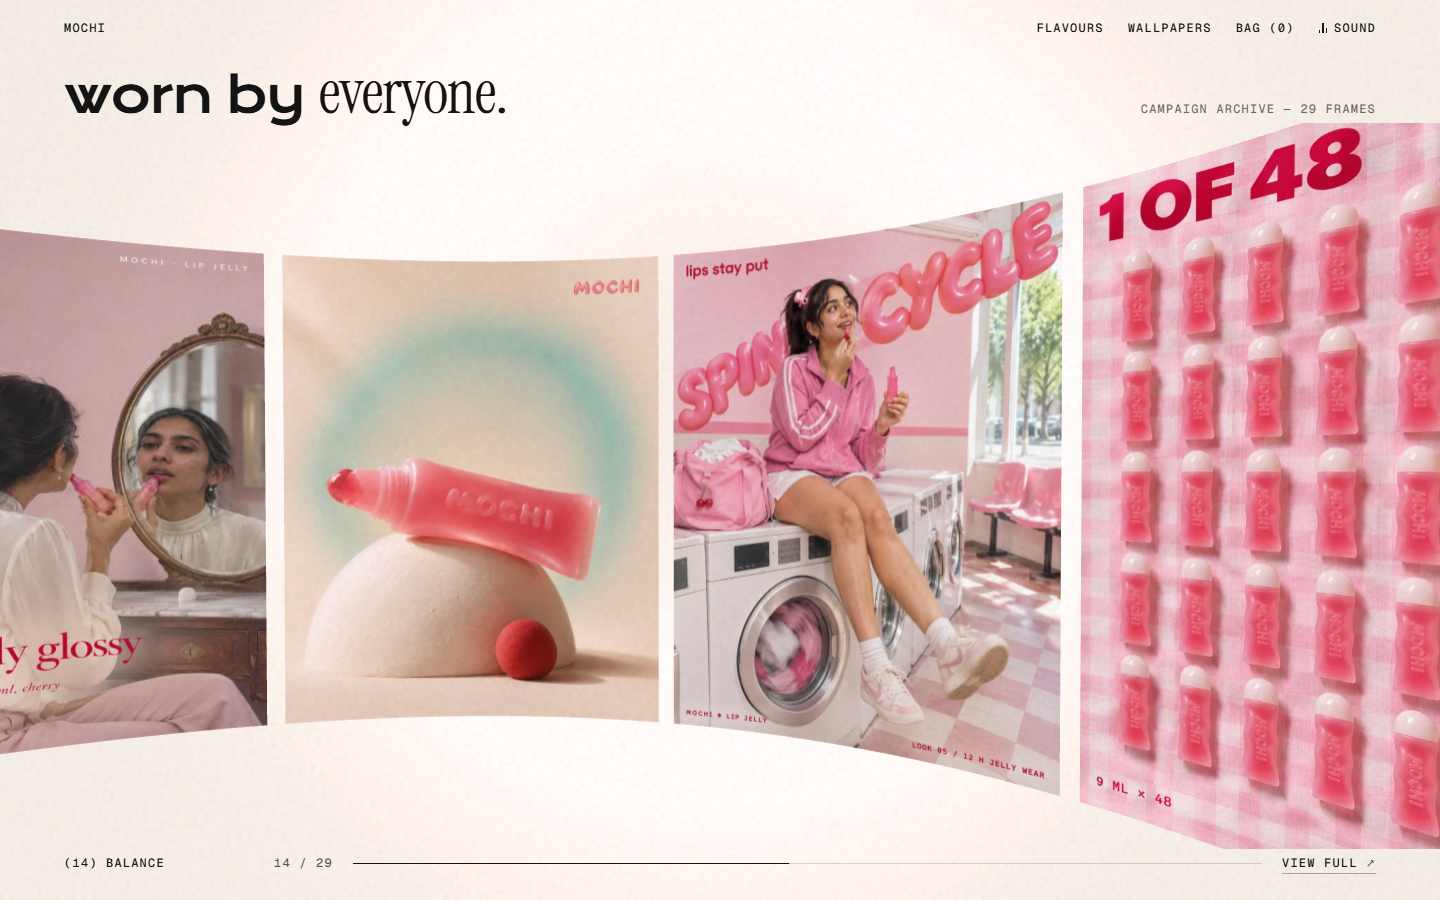 MOCHI
FLAVOURS
WALLPAPERS
BAG (0)
SOUND
worn by everyone.
CAMPAIGN ARCHIVE — 29 FRAMES
MOCHI · LIP JELLY
ly glossy
ml, cherry
MOCHI
MOCHI
lips stay put
SPIN CYCLE
MOCHI
LIP JELLY
LOOK 05 / 12 H JELLY WEAR
1 OF 48
MOCHI
9 ML × 48
(14) BALANCE
14 / 29
VIEW FULL ↗